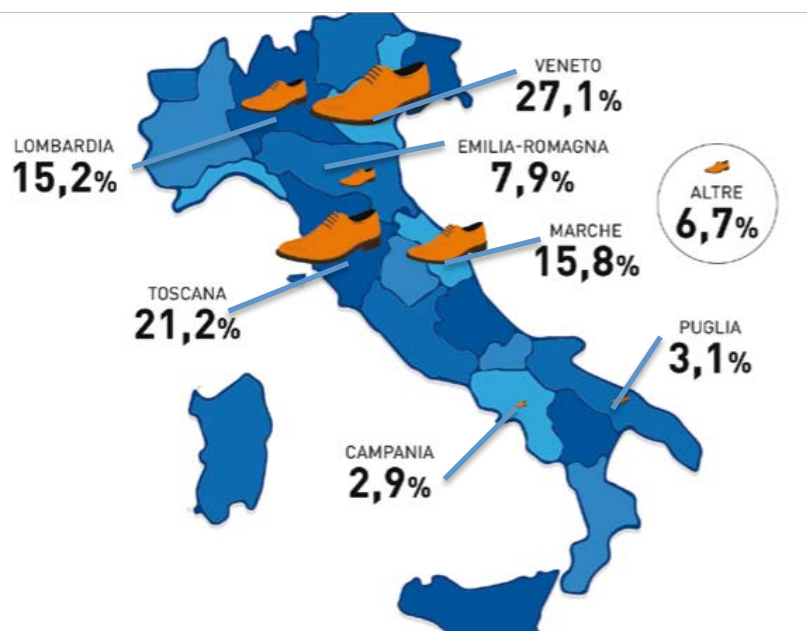 VENETO
27,1%
LOMBARDIA
15,2%
EMILIA-ROMAGNA
7,9%
ALTRE
6,7%
MARCHE
15,8%
TOSCANA
21,2%
PUGLIA
3,1%
CAMPANIA
2,9%